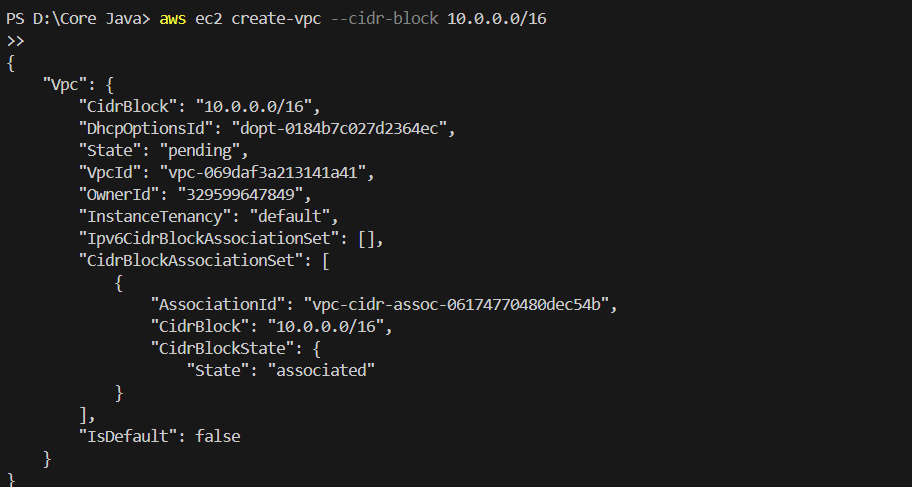 PS D:\Core Java> aws ec2 create-vpc --cidr-block 10.0.0.0/16
>>
{
    "Vpc": {
        "CidrBlock": "10.0.0.0/16",
        "DhcpOptionsId": "dopt-0184b7c027d2364ec",
        "State": "pending",
        "VpcId": "vpc-069daf3a213141a41",
        "OwnerId": "329599647849",
        "InstanceTenancy": "default",
        "Ipv6CidrBlockAssociationSet": [],
        "CidrBlockAssociationSet": [
            {
                "AssociationId": "vpc-cidr-assoc-06174770480dec54b",
                "CidrBlock": "10.0.0.0/16",
                "CidrBlockState": {
                    "State": "associated"
                }
            }
        ],
        "IsDefault": false
    }
}